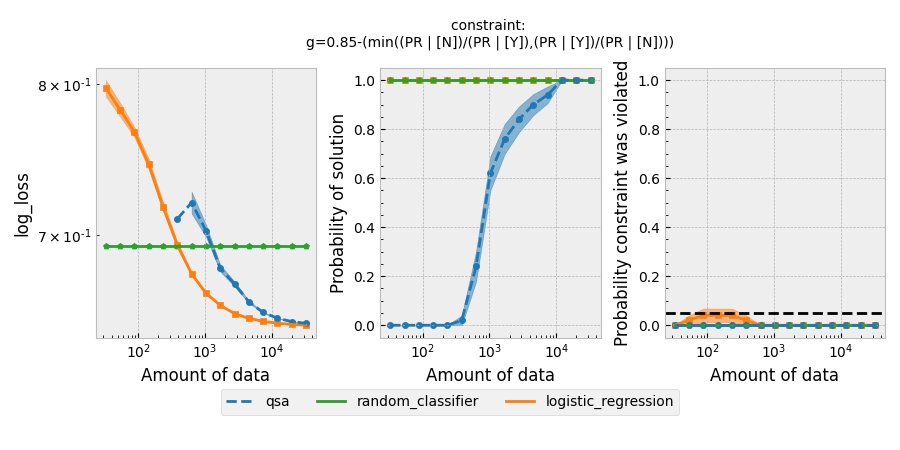 constraint:
g=0.85-(min((PR | [N])/(PR | [Y]),(PR | [Y])/(PR | [N])))
log_loss
8 × 10⁻¹
7 × 10⁻¹
10² 10³ 10⁴
Amount of data
Probability of solution
1.0
0.8
0.6
0.4
0.2
0.0
10² 10³ 10⁴
Amount of data
Probability constraint was violated
1.0
0.8
0.6
0.4
0.2
0.0
10² 10³ 10⁴
Amount of data
qsa random_classifier logistic_regression